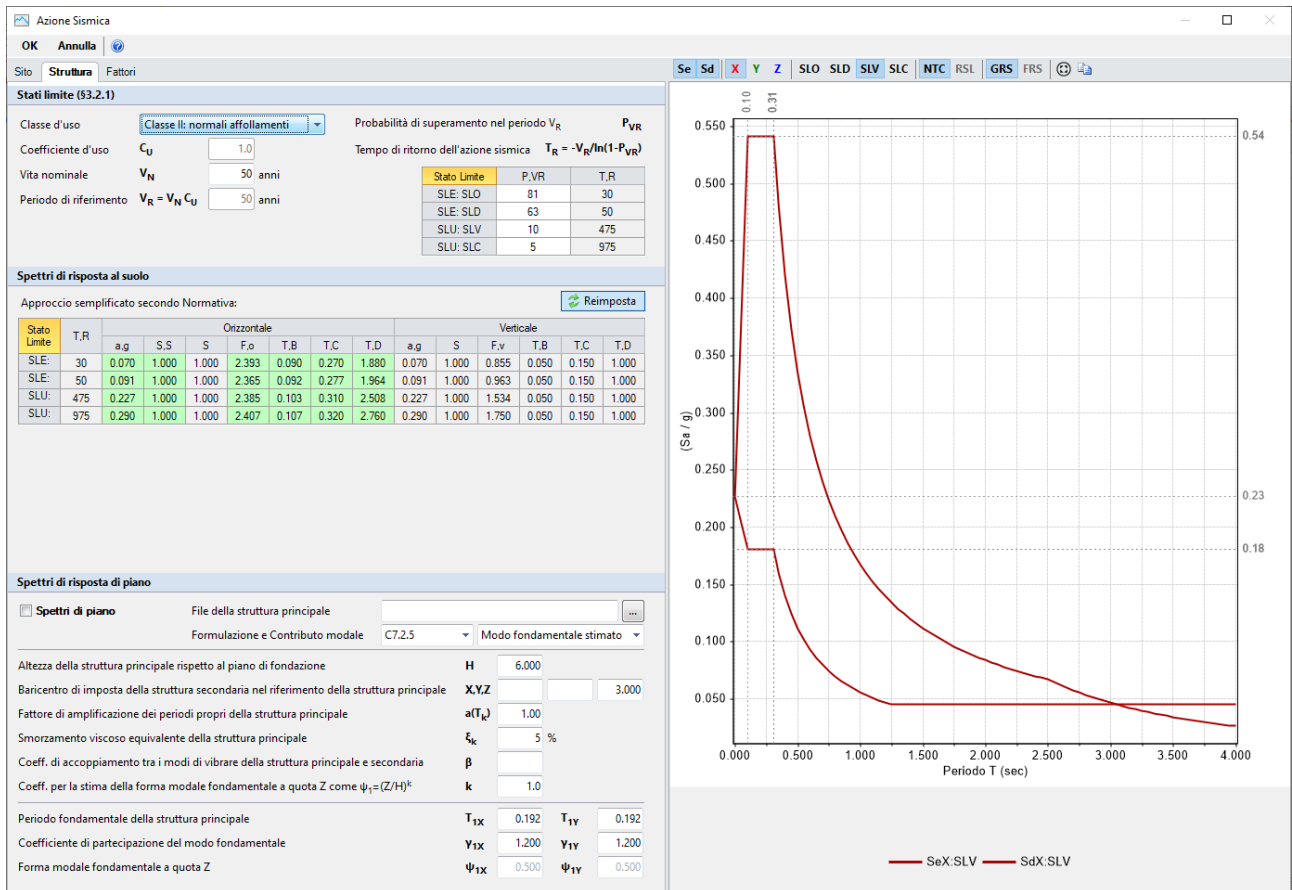 Azione Sismica
OK Annulla
Sito Struttura Fattori
Stati limite (§3.2.1)
Classe d'uso Classe II: normali affollamenti Probabilità di superamento nel periodo VR PVR
Coefficiente d'uso CU 1.0 Tempo di ritorno dell'azione sismica TR = -VR/ln(1-PVR)
Vita nominale VN 50 anni
Periodo di riferimento VR = VN CU 50 anni
Stato Limite P,VR T,R
SLE: SLO 81 30
SLE: SLD 63 50
SLU: SLV 10 475
SLU: SLC 5 975
Spettri di risposta al suolo
Approccio semplificato secondo Normativa: Reimposta
Stato Limite T,R Orizzontale Verticale
a,g S,S S F,o T,B T,C T,D a,g S F,v T,B T,C T,D
SLE: 30 0.070 1.000 1.000 2.393 0.090 0.270 1.880 0.070 1.000 0.855 0.050 0.150 1.000
SLE: 50 0.091 1.000 1.000 2.365 0.092 0.277 1.964 0.091 1.000 0.963 0.050 0.150 1.000
SLU: 475 0.227 1.000 1.000 2.385 0.103 0.310 2.508 0.227 1.000 1.534 0.050 0.150 1.000
SLU: 975 0.290 1.000 1.000 2.407 0.107 0.320 2.760 0.290 1.000 1.750 0.050 0.150 1.000
Spettri di risposta di piano
Spettri di piano File della struttura principale ...
Formulazione e Contributo modale C7.2.5 Modo fondamentale stimato
Altezza della struttura principale rispetto al piano di fondazione H 6.000
Baricentro di imposta della struttura secondaria nel riferimento della struttura principale X,Y,Z 3.000
Fattore di amplificazione dei periodi propri della struttura principale a(Tk) 1.00
Smorzamento viscoso equivalente della struttura principale ξk 5 %
Coeff. di accoppiamento tra i modi di vibrare della struttura principale e secondaria β
Coeff. per la stima della forma modale fondamentale a quota Z come ψ1=(Z/H)^k k 1.0
Periodo fondamentale della struttura principale T1X 0.192 T1Y 0.192
Coefficiente di partecipazione del modo fondamentale γ1X 1.200 γ1Y 1.200
Forma modale fondamentale a quota Z ψ1X 0.500 ψ1Y 0.500
Se Sd X Y Z SLO SLD SLV SLC NTC RSL GRS FRS
0.10 0.31
0.550
0.54
0.500
0.450
0.400
0.350
0.300
(Sa / g)
0.250
0.23
0.200
0.18
0.150
0.100
0.050
0.000 0.500 1.000 1.500 2.000 2.500 3.000 3.500 4.000
Periodo T (sec)
SeX:SLV SdX:SLV